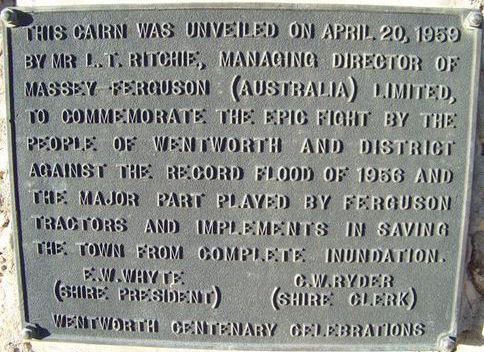 THIS CAIRN WAS UNVEILED ON APRIL 20, 1959
BY MR L. T. RITCHIE, MANAGING DIRECTOR OF
MASSEY-FERGUSON (AUSTRALIA) LIMITED,
TO COMMEMORATE THE EPIC FIGHT BY THE
PEOPLE OF WENTWORTH AND DISTRICT
AGAINST THE RECORD FLOOD OF 1956 AND
THE MAJOR PART PLAYED BY FERGUSON
TRACTORS AND IMPLEMENTS IN SAVING
THE TOWN FROM COMPLETE INUNDATION.
E.W.WHYTE C.W.RYDER
(SHIRE PRESIDENT) (SHIRE CLERK)
WENTWORTH CENTENARY CELEBRATIONS